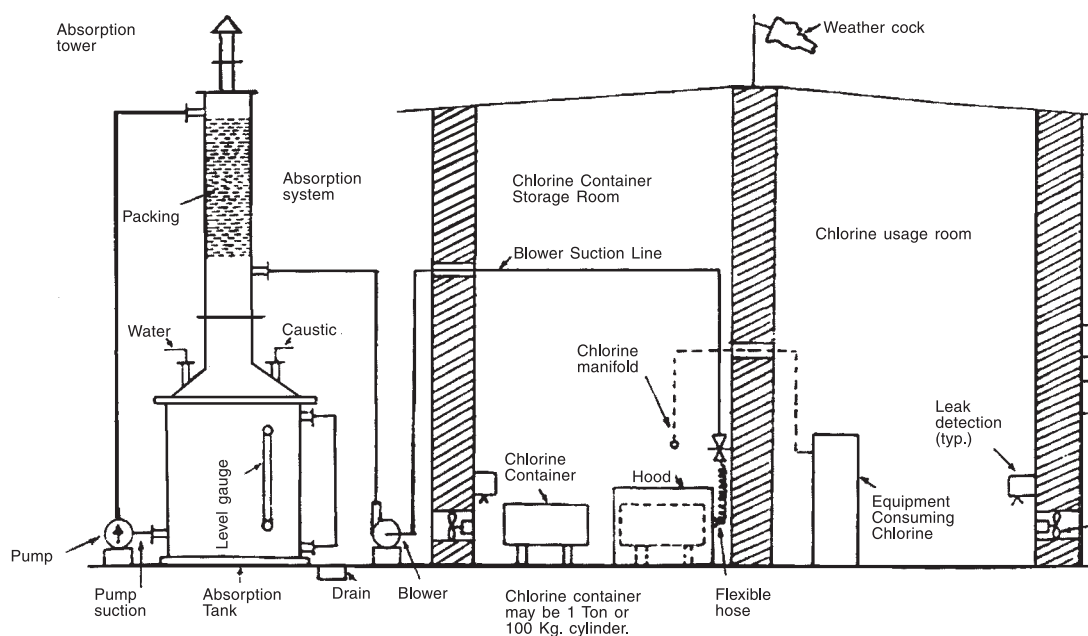 Absorption
tower
Weather cock
Packing
Absorption
system
Chlorine Container
Storage Room
Chlorine usage room
Blower Suction Line
Water
Caustic
Chlorine
manifold
Leak
detection
(typ.)
Level gauge
Chlorine
Container
Hood
Equipment
Consuming
Chlorine
Pump
Pump
suction
Absorption
Tank
Drain
Blower
Chlorine container
may be 1 Ton or
100 Kg. cylinder.
Flexible
hose